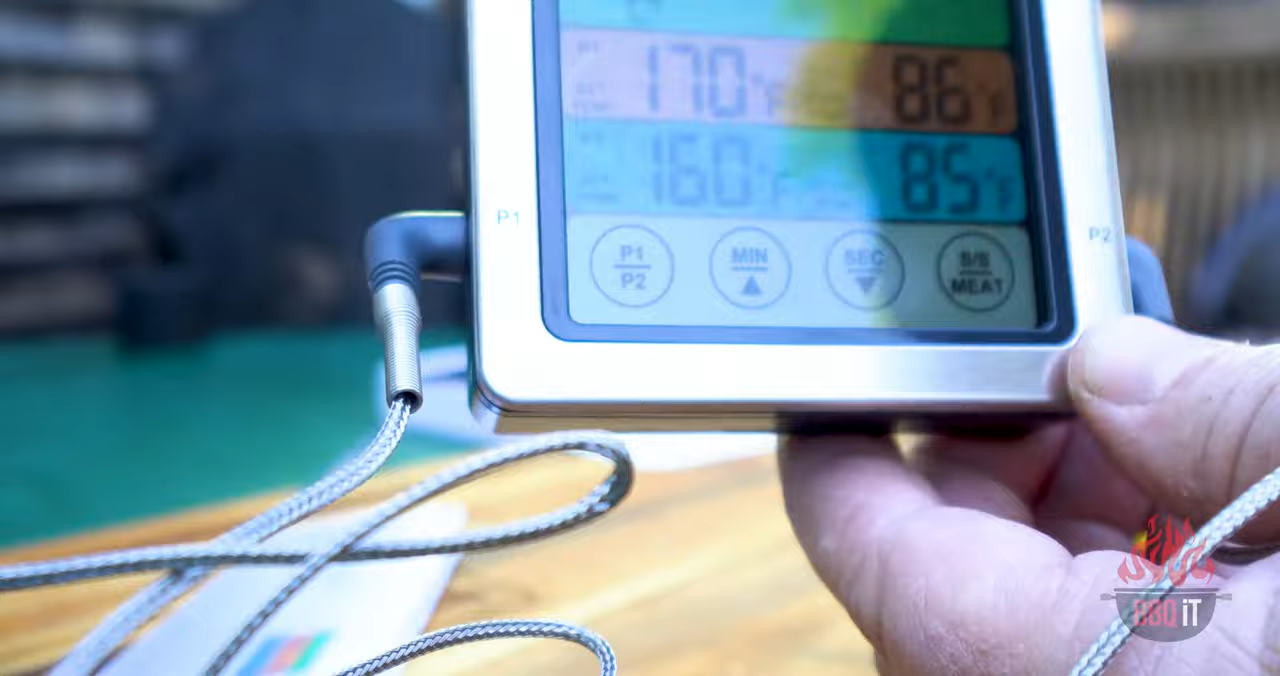 170°F 86°F
160°F 85°F
P1
P2
P1
P2
MIN
SEC
S/S
MEAT
BBQ iT